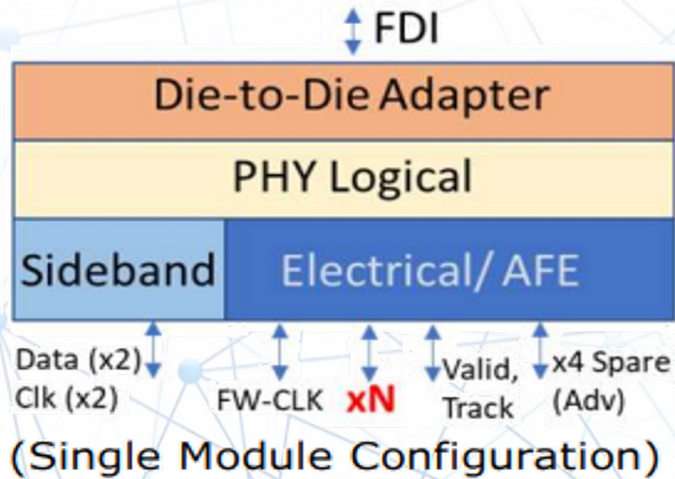 FDI
Die-to-Die Adapter
PHY Logical
Sideband
Electrical/ AFE
Data (x2)
Clk (x2)
FW-CLK
xN
Valid,
Track
x4 Spare
(Adv)
(Single Module Configuration)